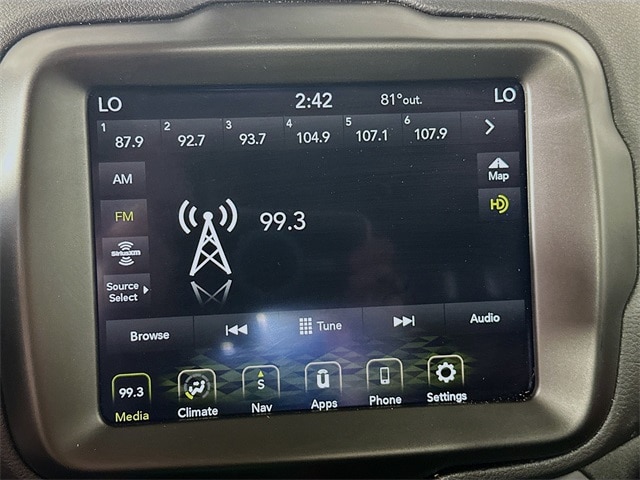 LO 2:42 81°out. LO
1 87.9 2 92.7 3 93.7 4 104.9 5 107.1 6 107.9
AM
Map
FM
HD
99.3
SiriusXM
Source
Select
Browse Tune Audio
99.3 S u
Media Climate Nav Apps Phone Settings